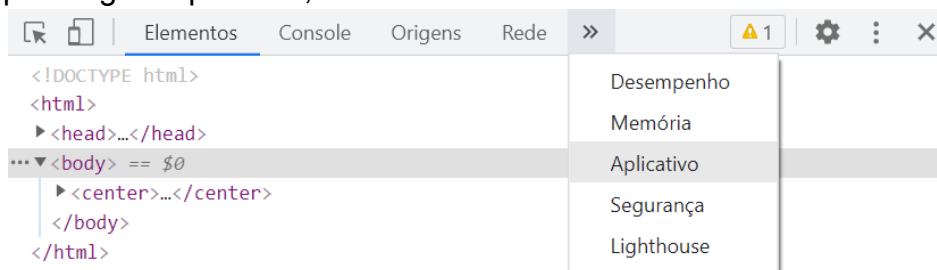 Elementos Console Origens Rede » 1
<!DOCTYPE html>
<html>
<head>…</head>
<body> == $0
<center>…</center>
</body>
</html>
Desempenho
Memória
Aplicativo
Segurança
Lighthouse